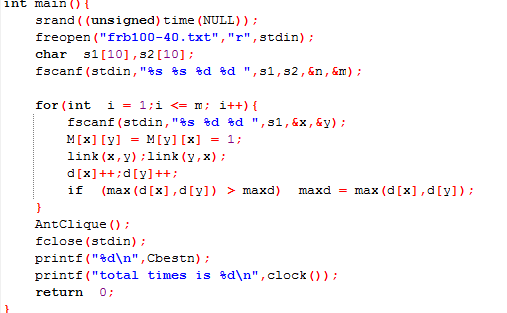 int main(){
srand((unsigned)time(NULL));
freopen("frb100-40.txt","r",stdin);
char s1[10],s2[10];
fscanf(stdin,"%s %s %d %d ",s1,s2,&n,&m);
for(int i = 1;i <= m; i++){
fscanf(stdin,"%s %d %d ",s1,&x,&y);
M[x][y] = M[y][x] = 1;
link(x,y);link(y,x);
d[x]++;d[y]++;
if (max(d[x],d[y]) > maxd) maxd = max(d[x],d[y]);
}
AntClique();
fclose(stdin);
printf("%d\n",Cbestn);
printf("total times is %d\n",clock());
return 0;
}